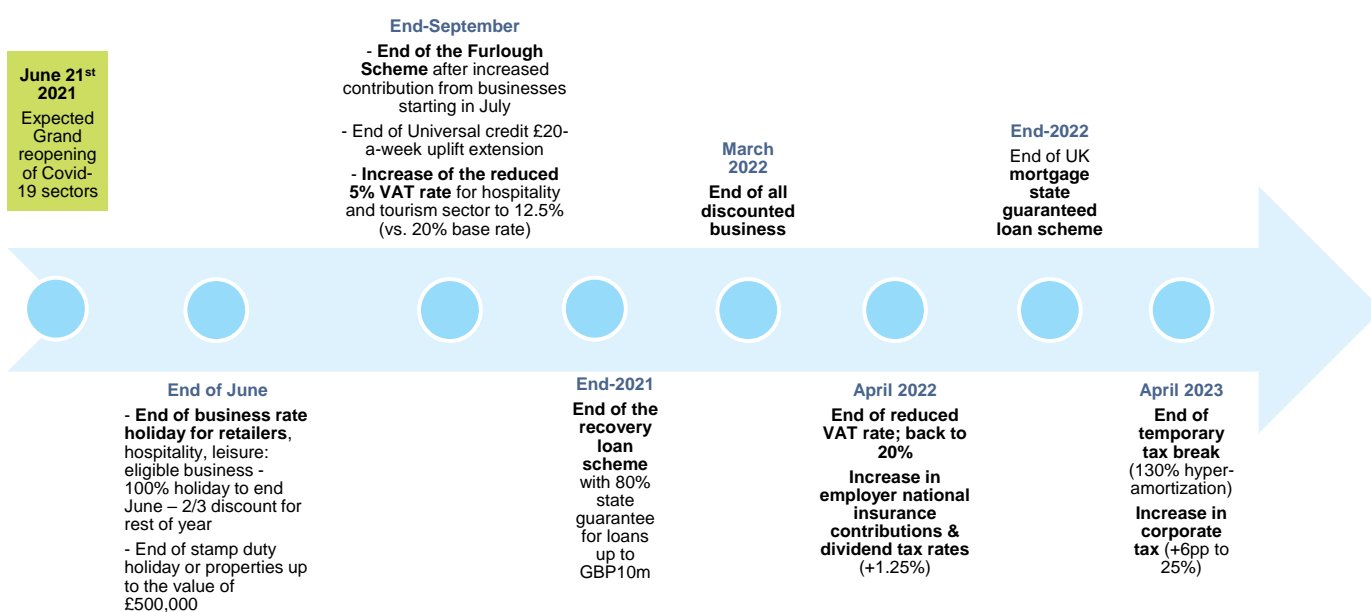 June 21st
2021
Expected
Grand
reopening
of Covid-
19 sectors
End of June
- End of business rate
holiday for retailers,
hospitality, leisure:
eligible business -
100% holiday to end
June – 2/3 discount for
rest of year
- End of stamp duty
holiday or properties up
to the value of
£500,000
End-September
- End of the Furlough
Scheme after increased
contribution from businesses
starting in July
- End of Universal credit £20-
a-week uplift extension
- Increase of the reduced
5% VAT rate for hospitality
and tourism sector to 12.5%
(vs. 20% base rate)
End-2021
End of the
recovery
loan
scheme
with 80%
state
guarantee
for loans
up to
GBP10m
March
2022
End of all
discounted
business
April 2022
End of reduced
VAT rate; back to
20%
Increase in
employer national
insurance
contributions &
dividend tax rates
(+1.25%)
End-2022
End of UK
mortgage
state
guaranteed
loan scheme
April 2023
End of
temporary
tax break
(130% hyper-
amortization)
Increase in
corporate
tax (+6pp to
25%)